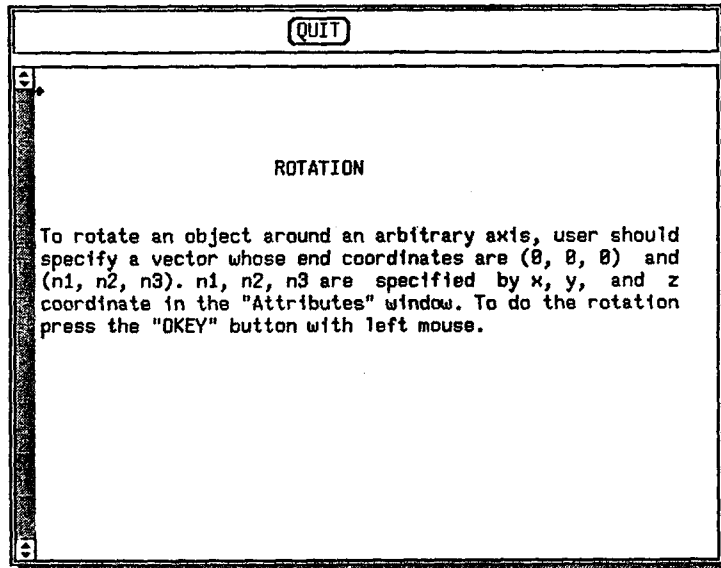 QUIT
ROTATION
To rotate an object around an arbitrary axis, user should
specify a vector whose end coordinates are (0, 0, 0) and
(n1, n2, n3). n1, n2, n3 are specified by x, y, and z
coordinate in the "Attributes" window. To do the rotation
press the "OKEY" button with left mouse.